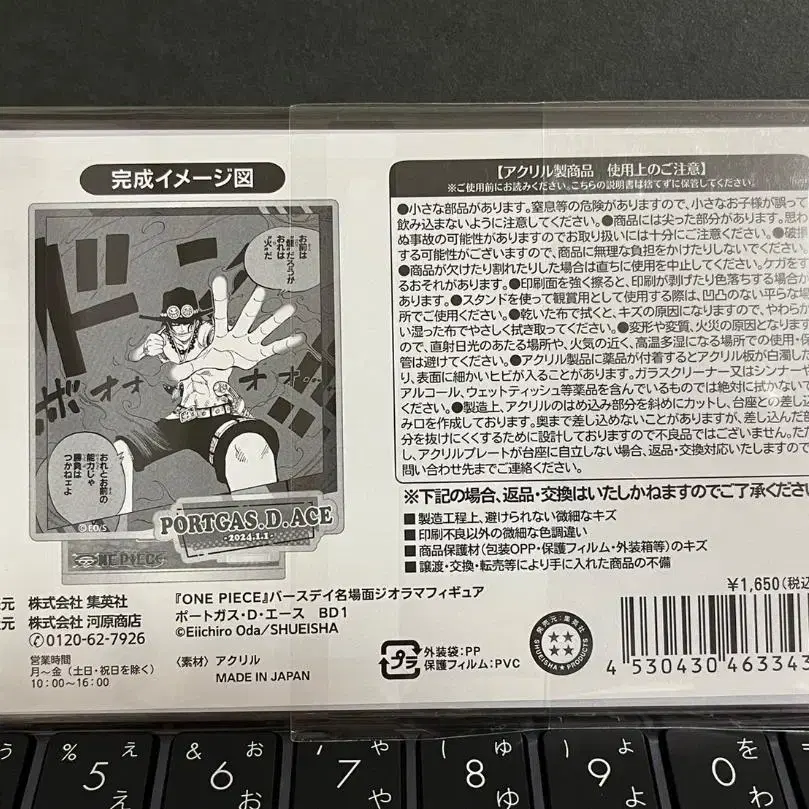 完成イメージ図
お前は
"煙"だろうが
おれは
"火"だ
ドン
ボオォ
オオ
おれとお前の
能力じゃ
勝負は
つかねェよ
©EO/S
PORTGAS.D.ACE
-2024.1.1-
ONE PIECE
元 株式会社 集英社
元 株式会社 河原商店
0120-62-7926
営業時間
月～金（土日・祝日を除く）
10:00～16:00
『ONE PIECE』バースデイ名場面ジオラマフィギュア
ポートガス・D・エース BD1
©Eiichiro Oda/SHUEISHA
〈素材〉アクリル
MADE IN JAPAN
【アクリル製商品 使用上のご注意】
※ご使用前にお読みください。こちらの説明書は捨てずに保管してください。
●小さな部品があります。窒息等の危険がありますので、小さなお子様が誤って
飲み込まないように注意してください。●商品には尖った部分があります。思わ
ぬ事故の可能性がありますのでお取り扱いには十分にご注意ください。●破損
する可能性がございますので、商品に無理な負担をかけたりしないでください。
●商品が欠けたり割れたりした場合は直ちに使用を中止してください。ケガをす
るおそれがあります。●印刷面を強く擦ると、印刷が剥げたり色落ちする場合が
あります。●スタンドを使って観賞用として使用する際は、凹凸のない平らな場
所でご使用ください。●乾いた布で拭くと、キズの原因になりますので、やわらか
い湿った布でやさしく拭き取ってください。●変形や変質、火災の原因となります
ので、直射日光のあたる場所や、火気の近く、高温多湿になる場所での使用・保
管は避けてください。●アクリル製品に薬品が付着するとアクリル板が白濁した
り、表面に細かいヒビが入ることがあります。ガラスクリーナー又はシンナーや
アルコール、ウェットティッシュ等薬品を含んでいるものでは絶対に拭かないで
ください。●製造上、アクリルのはめ込み部分を斜めにカットし、台座との差し込
み口を作成しております。奥まで差し込めないことがありますが、差し込んだ部
分を抜けにくくするために設計しておりますので不良品ではございません。ただ
し、アクリルプレートが台座に自立しない場合、交換対応いたしますので
問い合わせ先までご連絡ください。
※下記の場合、返品・交換はいたしかねますのでご了承くださ
■製造工程上、避けられない微細なキズ
■印刷不良以外の微細な色調違い
■商品保護材（包装OPP・保護フィルム・外装箱等）のキズ
■譲渡・交換・転売等により手に入れた商品の不備
¥1,650（税込
プラ
外装袋:PP
保護フィルム:PVC
発売元:集英社
SHUEISHA PRODUCTS
4 530430 463343
う % 5 え ぇ & 6 お ぉ 7 や ゃ 8 ゆ ゅ 9 よ ょ 0 を わ